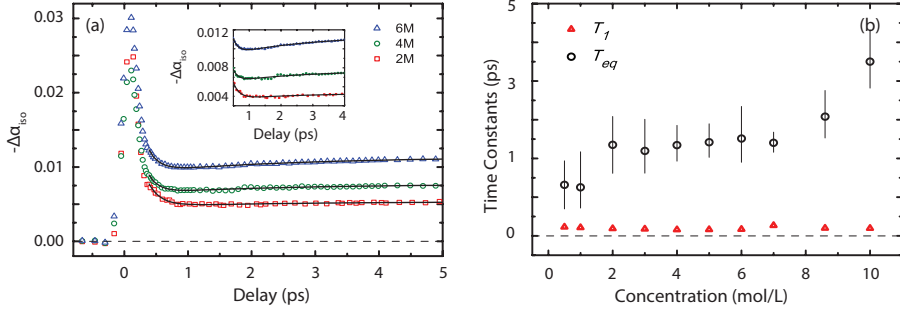 (a)
-Δα_iso
0.03
0.02
0.01
0.00
0 1 2 3 4 5
Delay (ps)
6M
4M
2M
-Δα_iso
0.012
0.008
0.004
1 2 3 4
Delay (ps)
(b)
Time Constants (ps)
5
3
1
0
0 2 4 6 8 10
Concentration (mol/L)
T_1
T_eq